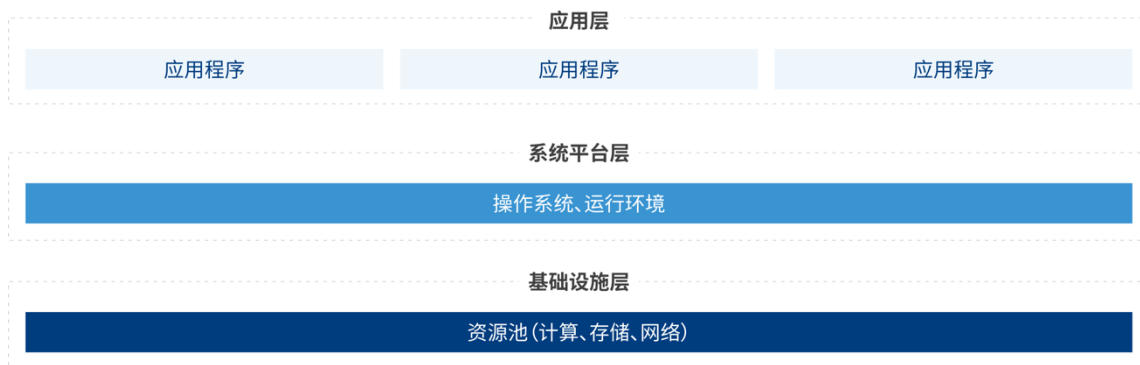 应用层
应用程序 应用程序 应用程序
系统平台层
操作系统、运行环境
基础设施层
资源池（计算、存储、网络）